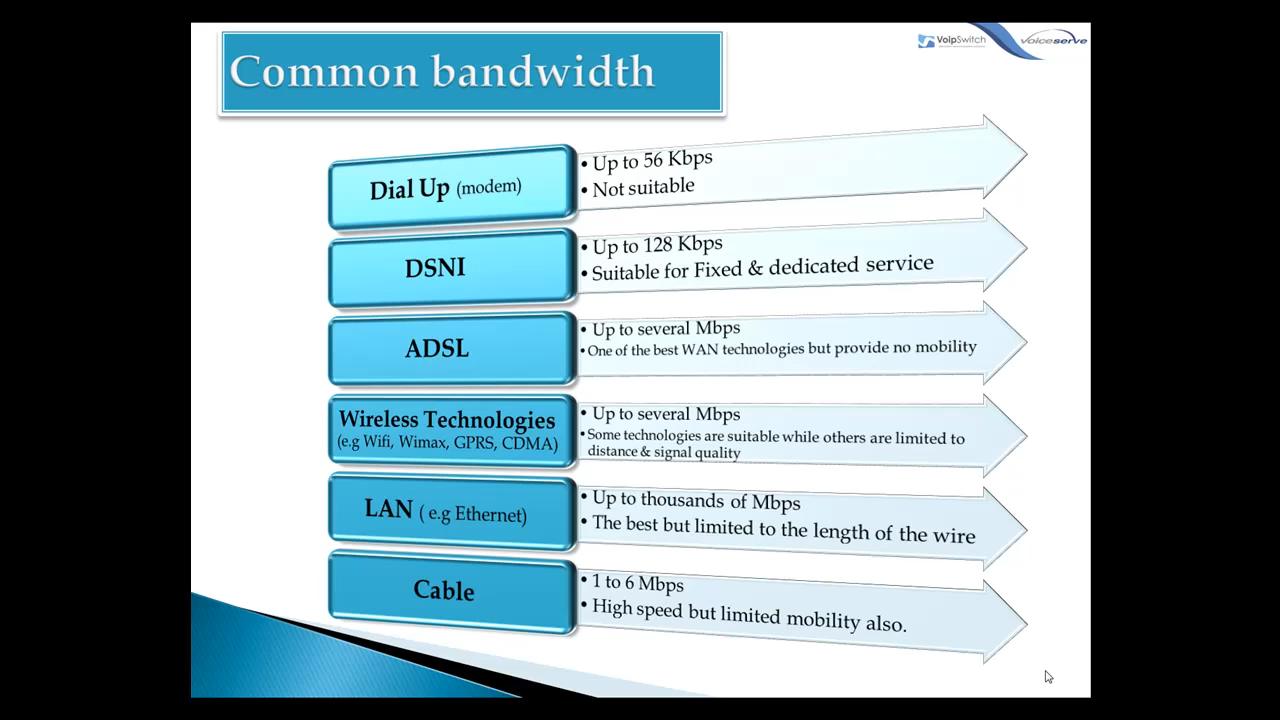 Common bandwidth
VoipSwitch
voiceserve
Dial Up (modem)
• Up to 56 Kbps
• Not suitable
DSNI
• Up to 128 Kbps
• Suitable for Fixed & dedicated service
ADSL
• Up to several Mbps
• One of the best WAN technologies but provide no mobility
Wireless Technologies
(e.g Wifi, Wimax, GPRS, CDMA)
• Up to several Mbps
• Some technologies are suitable while others are limited to
distance & signal quality
LAN ( e.g Ethernet)
• Up to thousands of Mbps
• The best but limited to the length of the wire
Cable
• 1 to 6 Mbps
• High speed but limited mobility also.